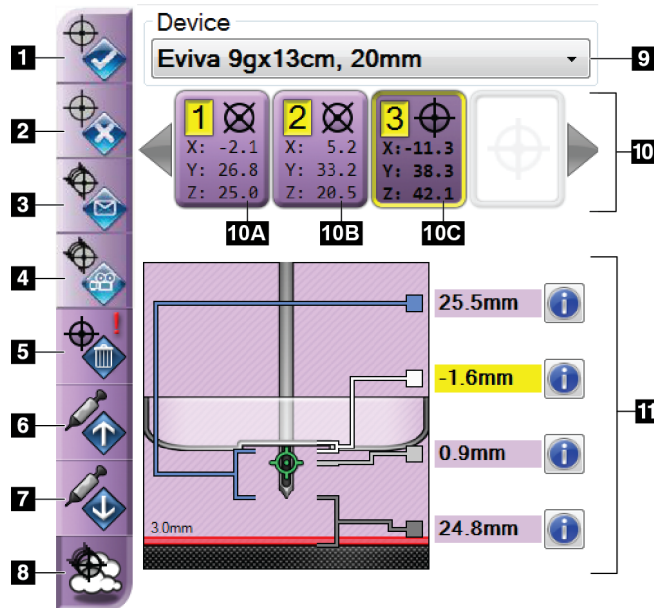 Device
1
Eviva 9gx13cm, 20mm
9
2
1
X: -2.1
Y: 26.8
Z: 25.0
2
X: 5.2
Y: 33.2
Z: 20.5
3
X:-11.3
Y: 38.3
Z: 42.1
10
3
10A
10B
10C
4
25.5mm
5
!
-1.6mm
6
11
0.9mm
7
3.0mm
24.8mm
8